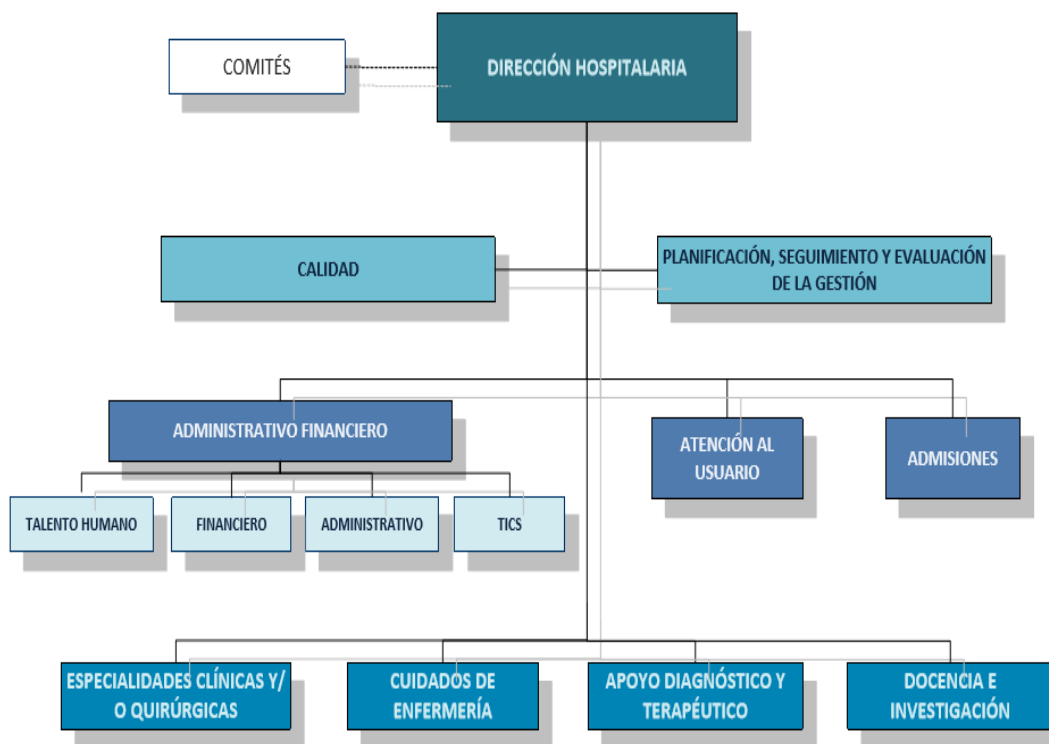 COMITÉS
DIRECCIÓN HOSPITALARIA
CALIDAD
PLANIFICACIÓN, SEGUIMIENTO Y EVALUACIÓN
DE LA GESTIÓN
ADMINISTRATIVO FINANCIERO
ATENCIÓN AL
USUARIO
ADMISIONES
TALENTO HUMANO
FINANCIERO
ADMINISTRATIVO
TICS
ESPECIALIDADES CLÍNICAS Y/
O QUIRÚRGICAS
CUIDADOS DE
ENFERMERÍA
APOYO DIAGNÓSTICO Y
TERAPÉUTICO
DOCENCIA E
INVESTIGACIÓN